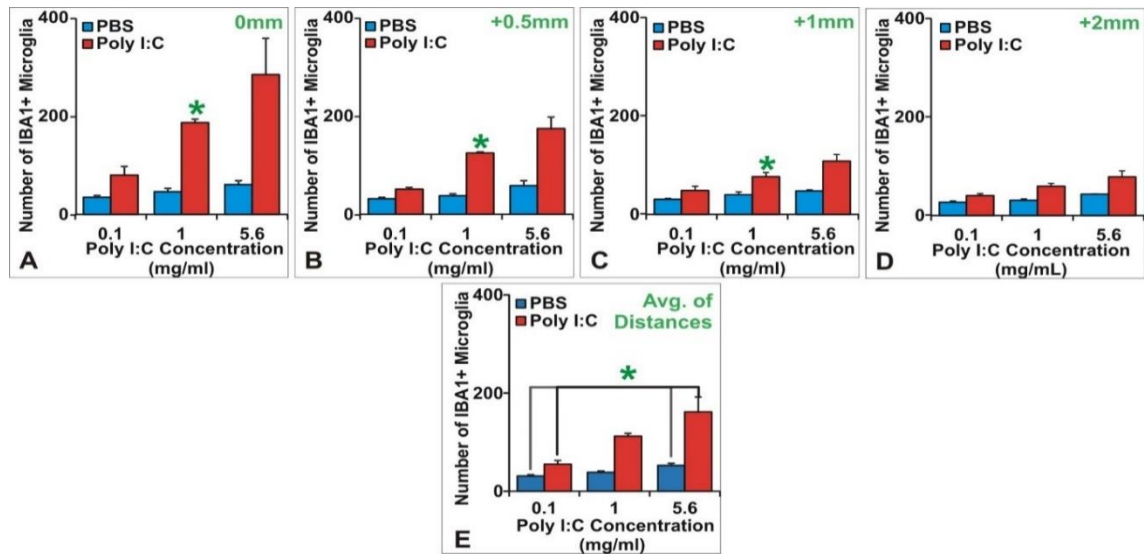 400
200
0
Number of IBA1+ Microglia
PBS
Poly I:C
0mm
*
0.1 1 5.6
Poly I:C Concentration
(mg/ml)
A
400
200
0
Number of IBA1+ Microglia
PBS
Poly I:C
+0.5mm
*
0.1 1 5.6
Poly I:C Concentration
(mg/ml)
B
400
200
0
Number of IBA1+ Microglia
PBS
Poly I:C
+1mm
*
0.1 1 5.6
Poly I:C Concentration
(mg/ml)
C
400
200
0
Number of IBA1+ Microglia
PBS
Poly I:C
+2mm
0.1 1 5.6
Poly I:C Concentration
(mg/mL)
D
400
200
0
Number of IBA1+ Microglia
PBS
Poly I:C
Avg. of
Distances
*
0.1 1 5.6
Poly I:C Concentration
(mg/ml)
E